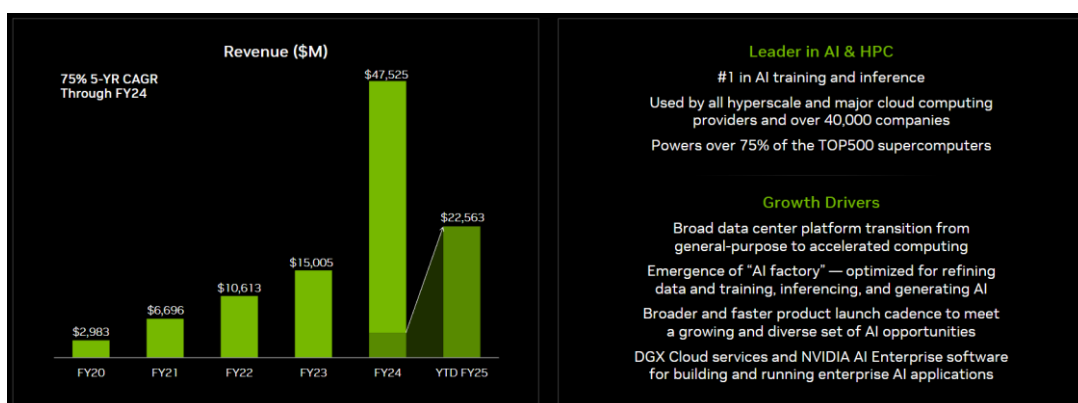 Revenue ($M)
75% 5-YR CAGR
Through FY24
$2,983
$6,696
$10,613
$15,005
$47,525
$22,563
FY20
FY21
FY22
FY23
FY24
YTD FY25
Leader in AI & HPC
#1 in AI training and inference
Used by all hyperscale and major cloud computing
providers and over 40,000 companies
Powers over 75% of the TOP500 supercomputers
Growth Drivers
Broad data center platform transition from
general-purpose to accelerated computing
Emergence of "AI factory" — optimized for refining
data and training, inferencing, and generating AI
Broader and faster product launch cadence to meet
a growing and diverse set of AI opportunities
DGX Cloud services and NVIDIA AI Enterprise software
for building and running enterprise AI applications